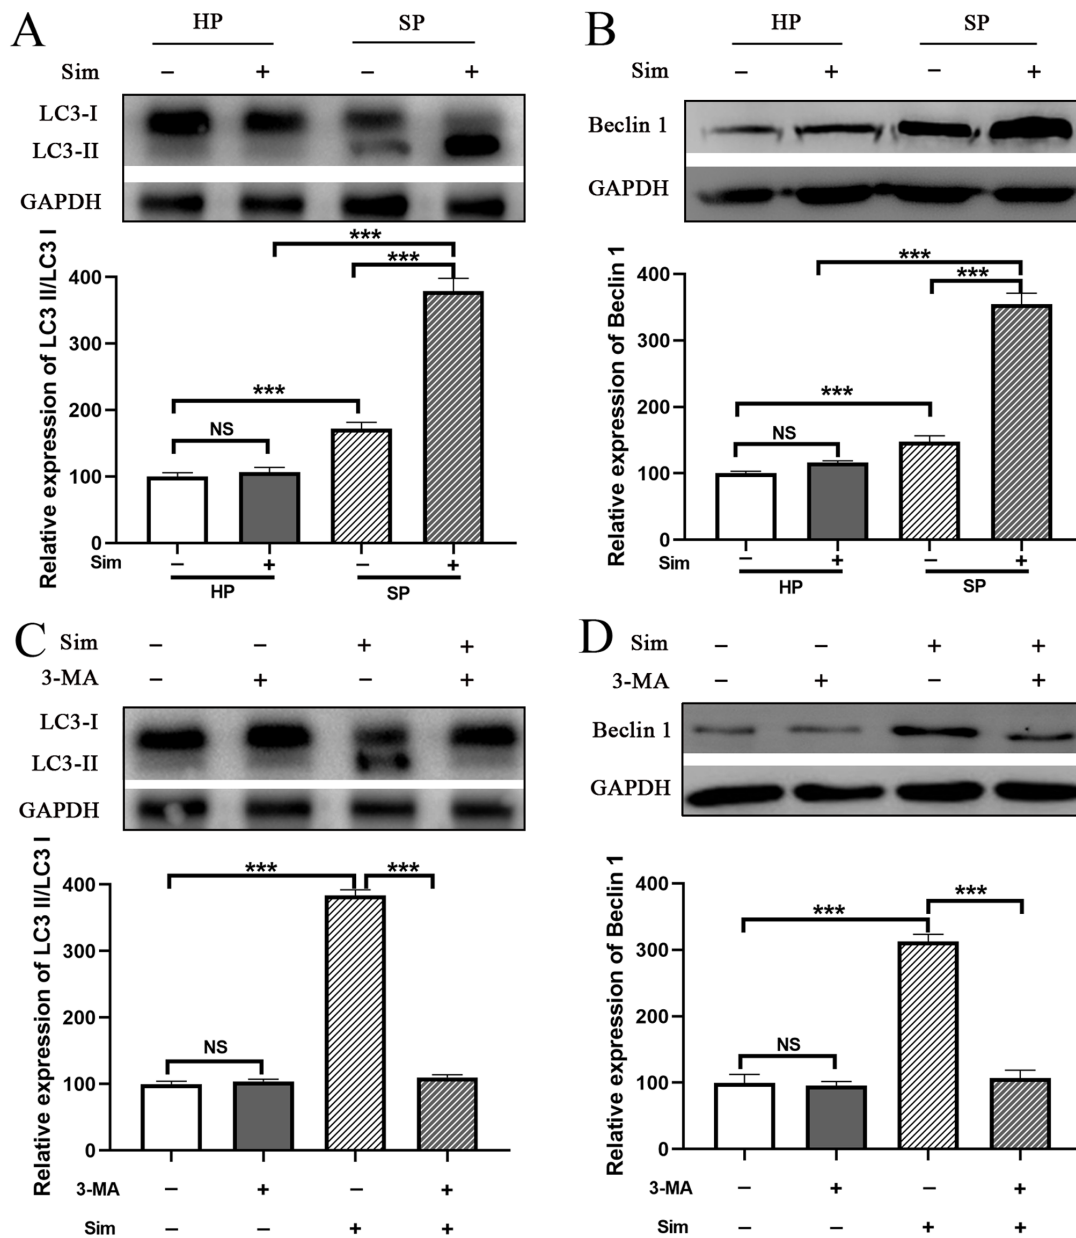 A
HP SP
Sim – + – +
LC3-I
LC3-II
GAPDH
Relative expression of LC3 II/LC3 I
400
300
200
100
0
***
***
***
NS
Sim – + – +
HP SP
B
HP SP
Sim – + – +
Beclin 1
GAPDH
Relative expression of Beclin 1
400
300
200
100
0
***
***
***
NS
Sim – + – +
HP SP
C
Sim – – + +
3-MA – + – +
LC3-I
LC3-II
GAPDH
Relative expression of LC3 II/LC3 I
400
300
200
100
0
*** ***
NS
3-MA – + – +
Sim – – + +
D
Sim – – + +
3-MA – + – +
Beclin 1
GAPDH
Relative expression of Beclin 1
400
300
200
100
0
***
***
NS
3-MA – + – +
Sim – – + +